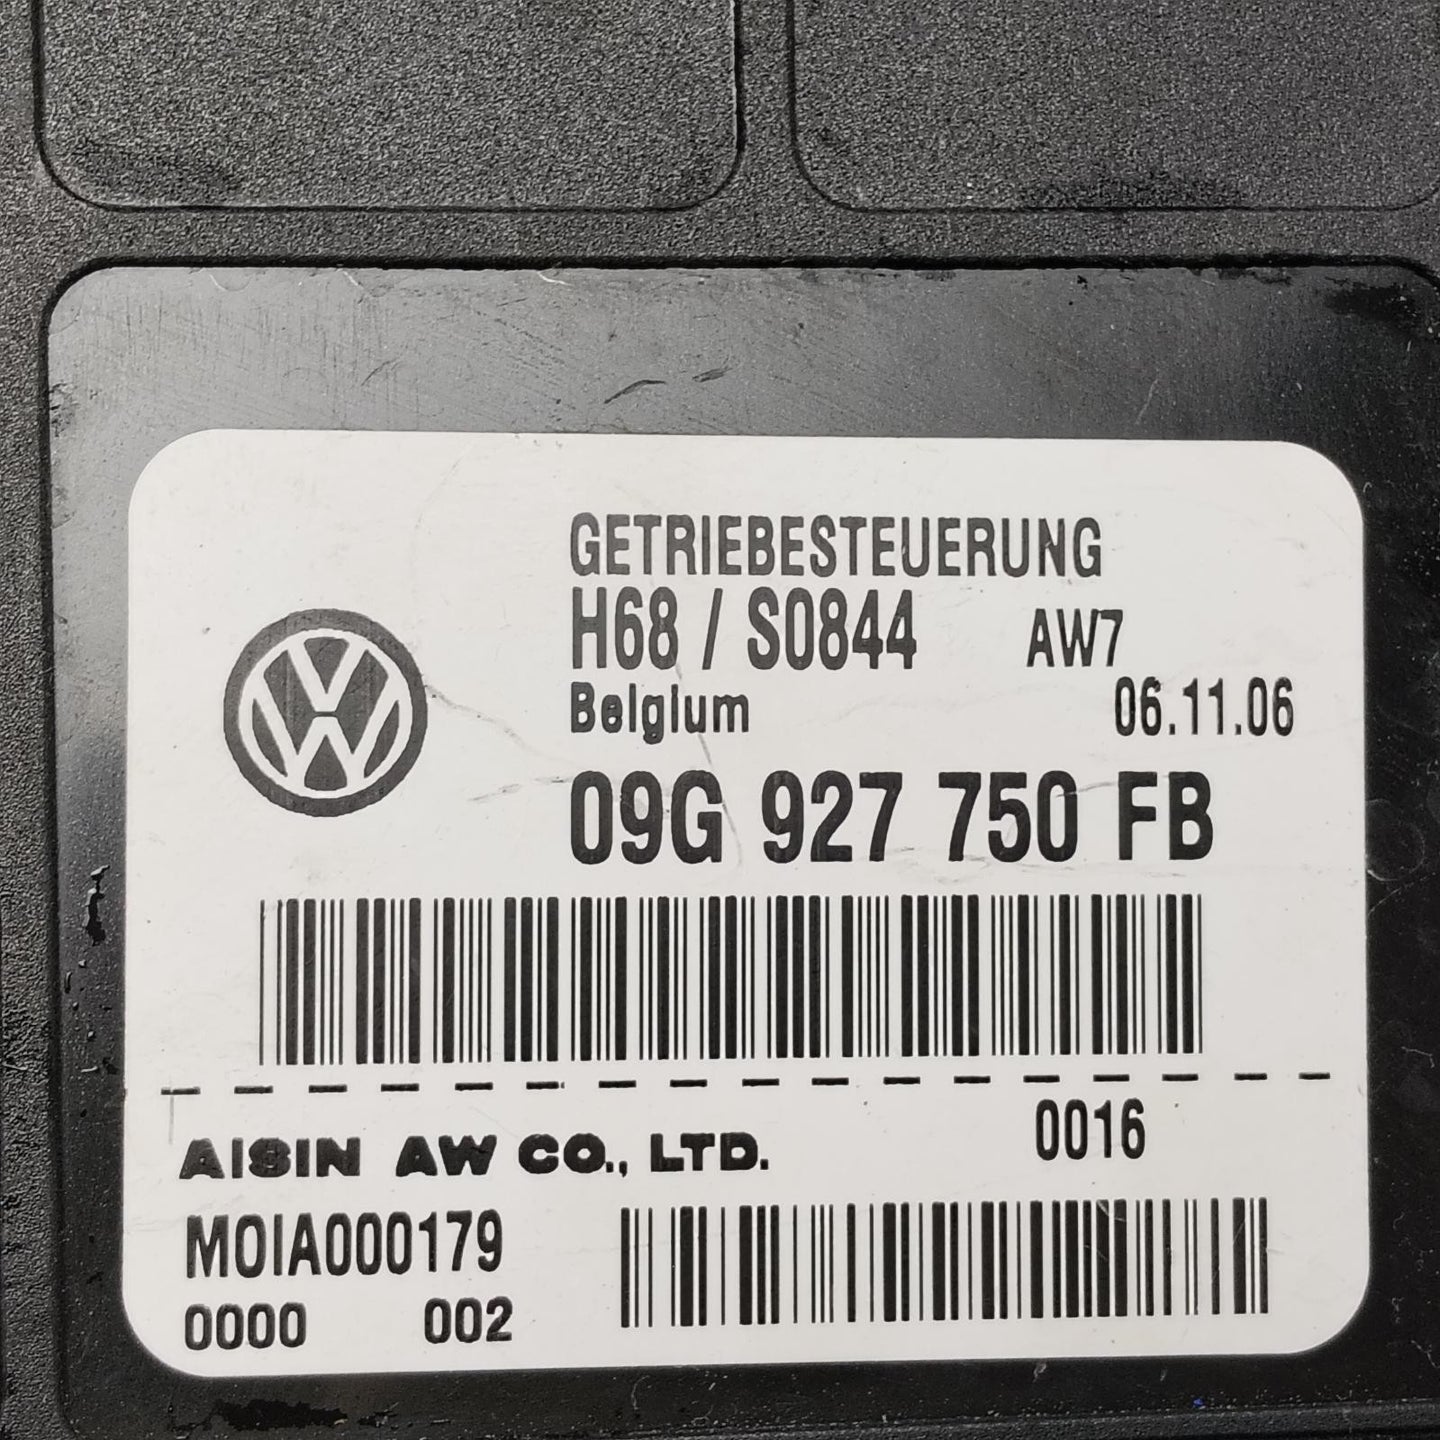 GETRIEBESTEUERUNG
H68 / S0844 AW7
Belgium 06.11.06
09G 927 750 FB
0016
AISIN AW CO., LTD.
MOIA000179
0000 002